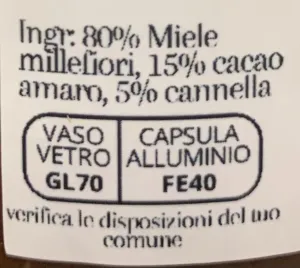 Ingr: 80% Miele
millefiori, 15% cacao
amaro, 5% cannella
VASO
VETRO
GL70
CAPSULA
ALLUMINIO
FE40
verifica le disposizioni del tuo
comune